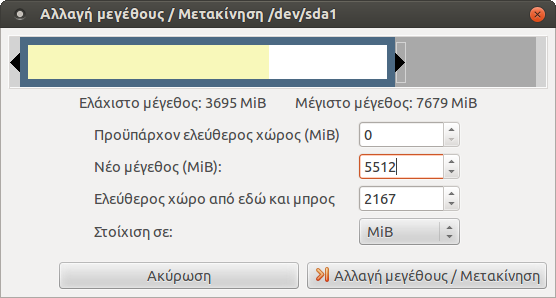 Αλλαγή μεγέθους / Μετακίνηση /dev/sda1
Ελάχιστο μέγεθος: 3695 MiB Μέγιστο μέγεθος: 7679 MiB
Προϋπάρχον ελεύθερος χώρος (MiB) 0
Νέο μέγεθος (MiB): 5512
Ελεύθερος χώρο από εδώ και μπρος 2167
Στοίχιση σε: MiB
Ακύρωση Αλλαγή μεγέθους / Μετακίνηση